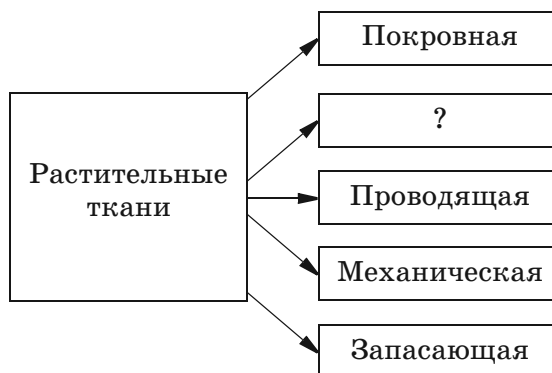 Покровная
?
Растительные
ткани
Проводящая
Механическая
Запасающая